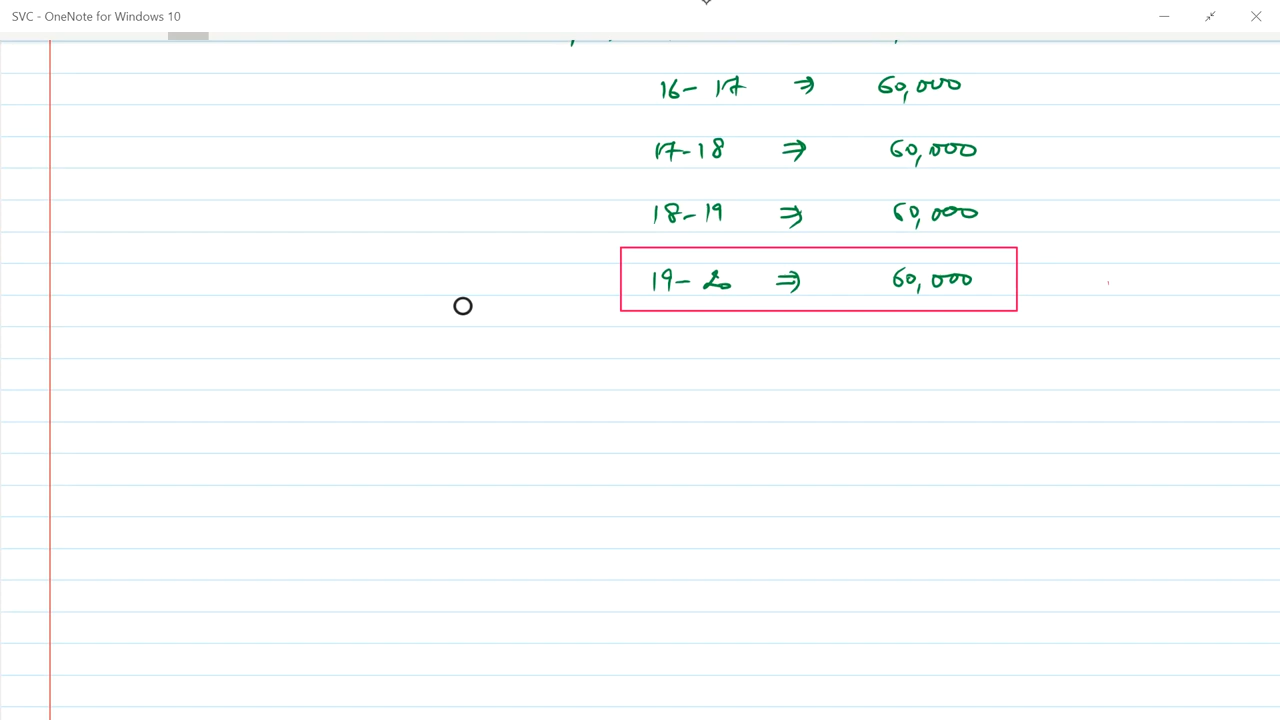 SVC - OneNote for Windows 10
16 - 17 ⇒ 60,000
17 - 18 ⇒ 60,000
18 - 19 ⇒ 60,000
19 - 20 ⇒ 60,000